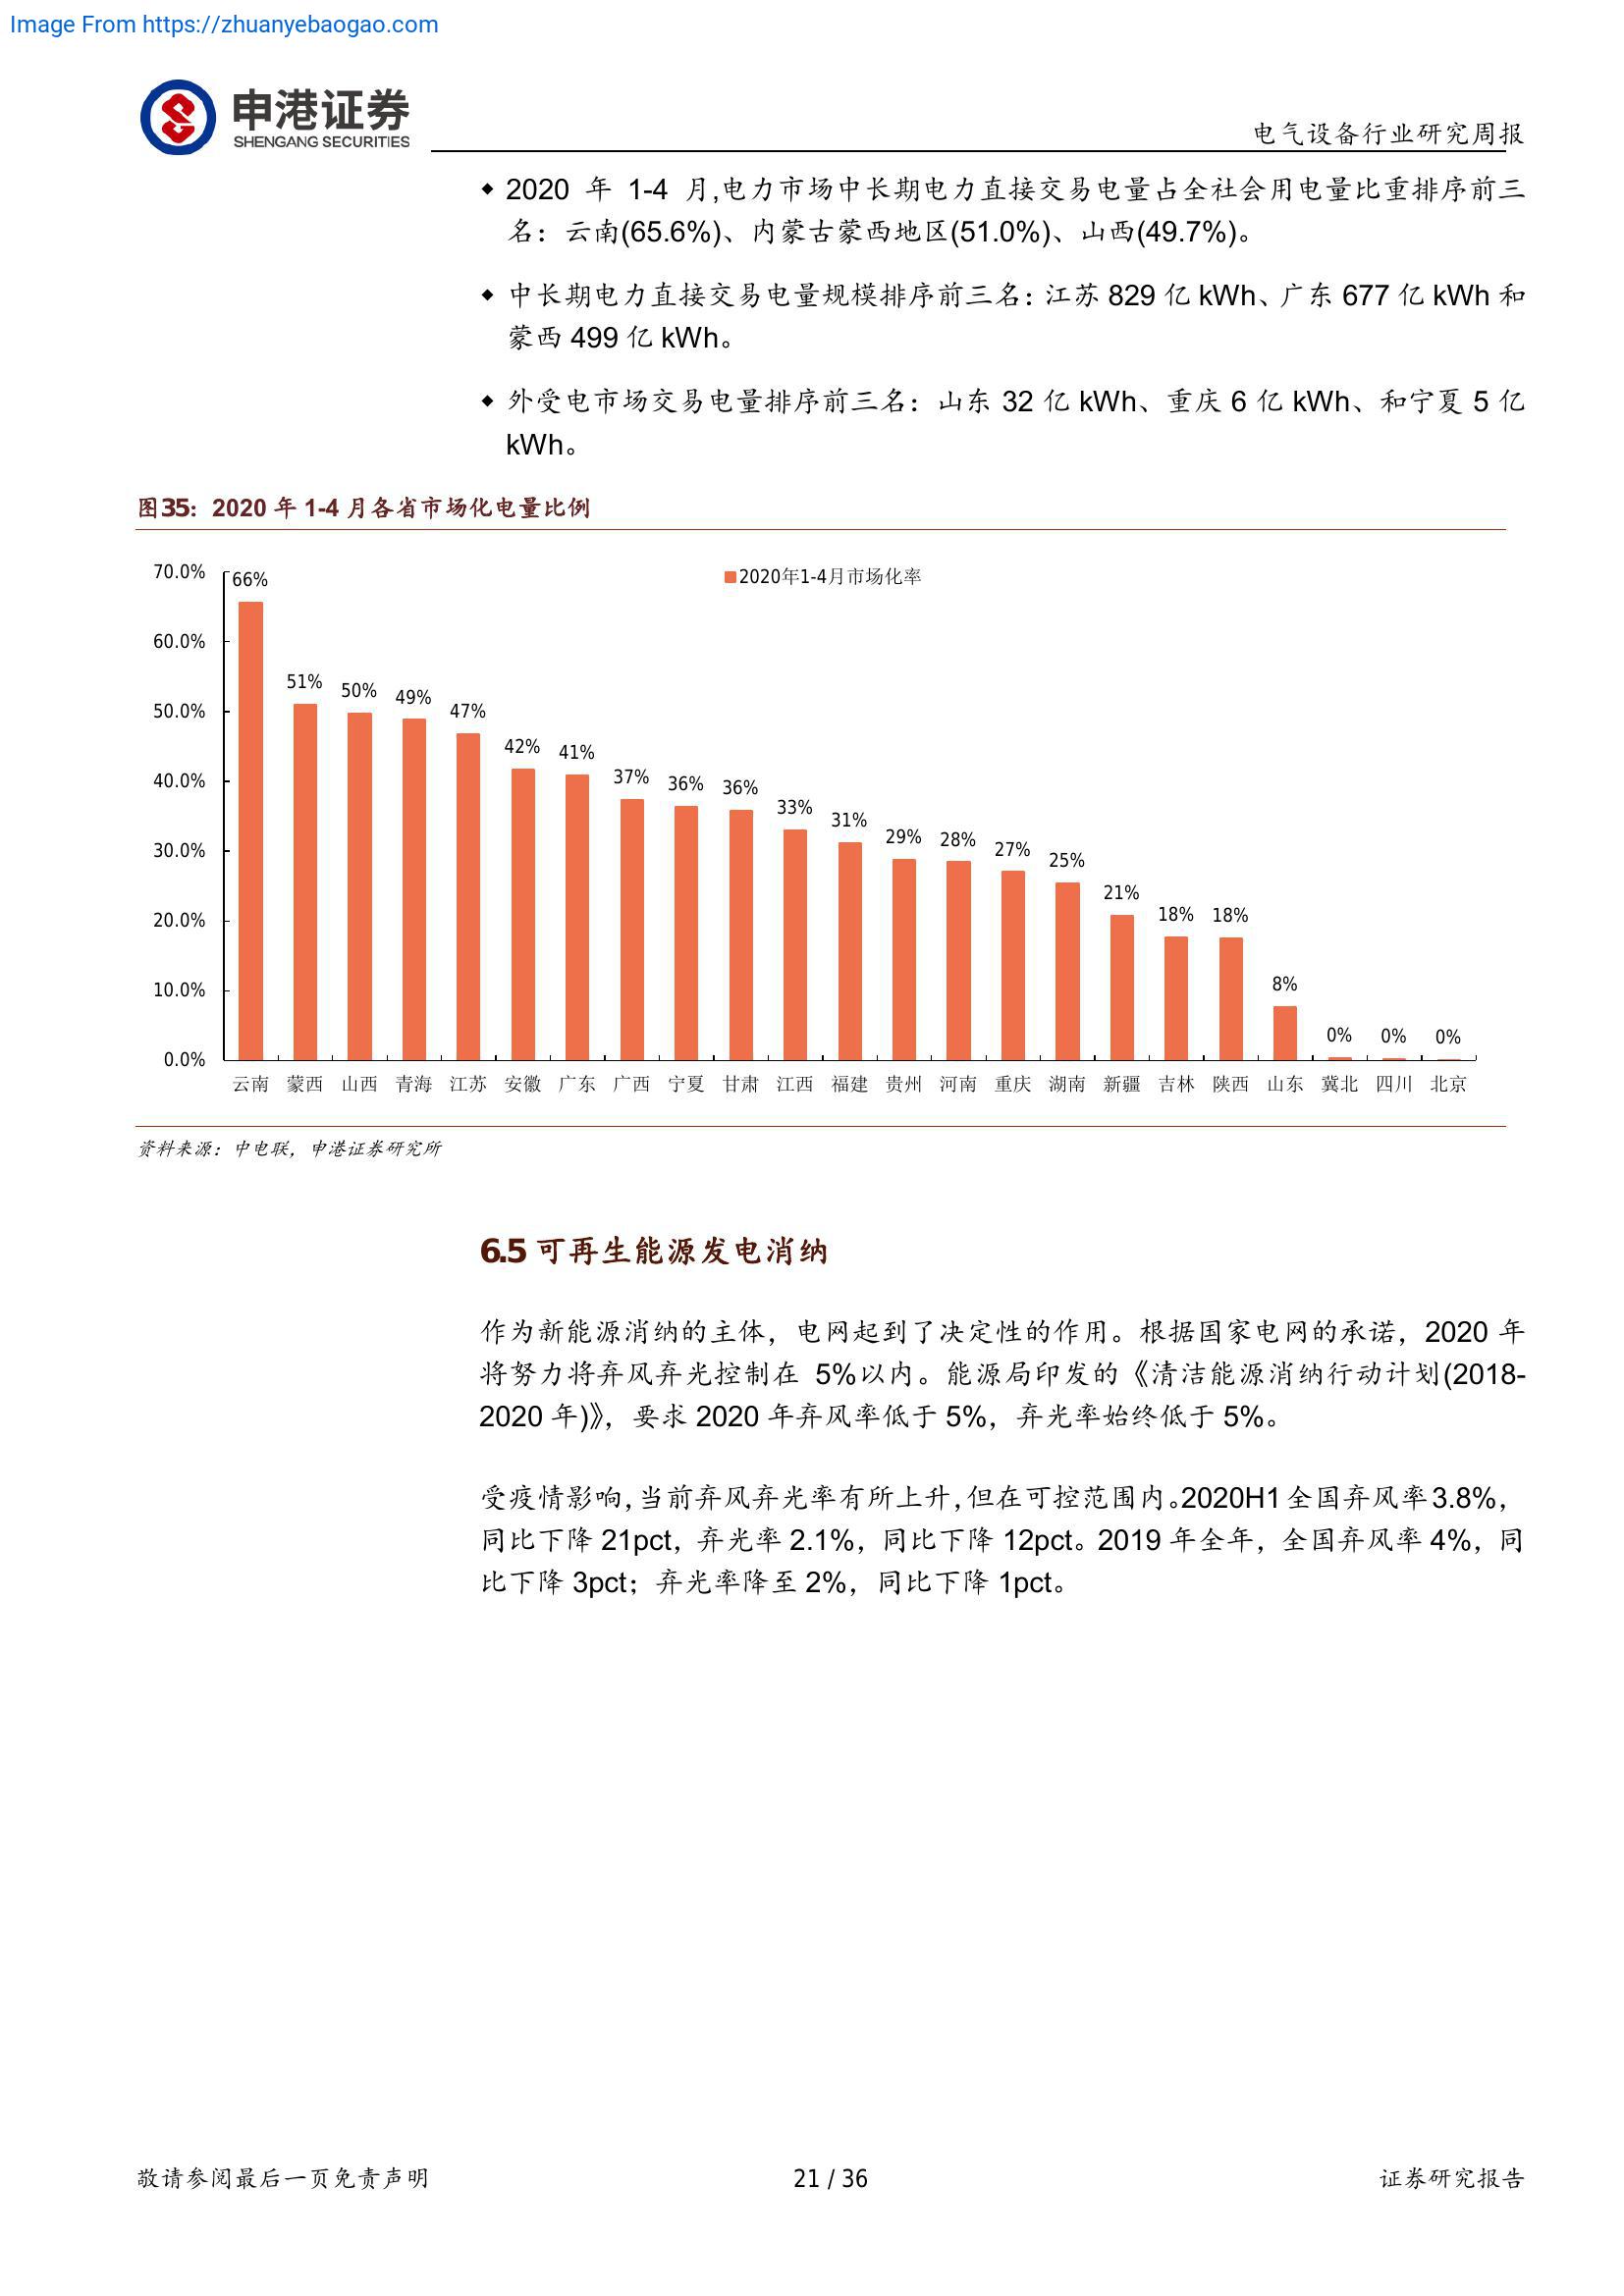 Image From https://zhuanyebaogao.com
申港证券
SHENGANG SECURITIES
电气设备行业研究周报
◆ 2020 年 1-4 月,电力市场中长期电力直接交易电量占全社会用电量比重排序前三
名：云南(65.6%)、内蒙古蒙西地区(51.0%)、山西(49.7%)。
◆ 中长期电力直接交易电量规模排序前三名：江苏 829 亿 kWh、广东 677 亿 kWh 和
蒙西 499 亿 kWh。
◆ 外受电市场交易电量排序前三名：山东 32 亿 kWh、重庆 6 亿 kWh、和宁夏 5 亿
kWh。
图35：2020 年 1-4 月各省市场化电量比例
2020年1-4月市场化率
70.0%
60.0%
50.0%
40.0%
30.0%
20.0%
10.0%
0.0%
66% 51% 50% 49% 47% 42% 41% 37% 36% 36% 33% 31% 29% 28% 27% 25% 21% 18% 18% 8% 0% 0% 0%
云南 蒙西 山西 青海 江苏 安徽 广东 广西 宁夏 甘肃 江西 福建 贵州 河南 重庆 湖南 新疆 吉林 陕西 山东 冀北 四川 北京
资料来源：中电联，申港证券研究所
6.5 可再生能源发电消纳
作为新能源消纳的主体，电网起到了决定性的作用。根据国家电网的承诺，2020 年
将努力将弃风弃光控制在 5%以内。能源局印发的《清洁能源消纳行动计划(2018-
2020 年)》，要求 2020 年弃风率低于 5%，弃光率始终低于 5%。
受疫情影响，当前弃风弃光率有所上升，但在可控范围内。2020H1 全国弃风率 3.8%，
同比下降 21pct，弃光率 2.1%，同比下降 12pct。2019 年全年，全国弃风率 4%，同
比下降 3pct；弃光率降至 2%，同比下降 1pct。
敬请参阅最后一页免责声明
21 / 36
证券研究报告